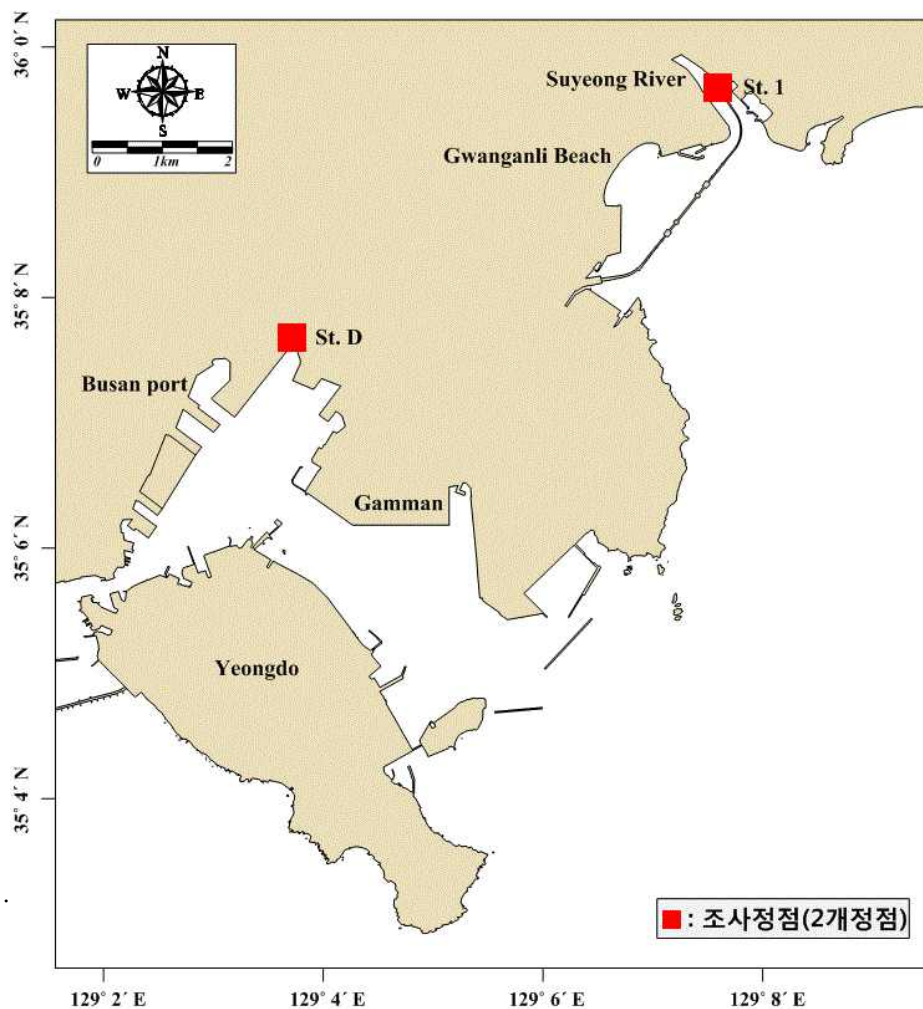 36° 0´ N
N
W E
S
0 1km 2
Suyeong River
St. 1
Gwanganli Beach
35° 8´ N
St. D
Busan port
Gamman
35° 6´ N
Yeongdo
35° 4´ N
: 조사정점(2개정점)
129° 2´ E
129° 4´ E
129° 6´ E
129° 8´ E